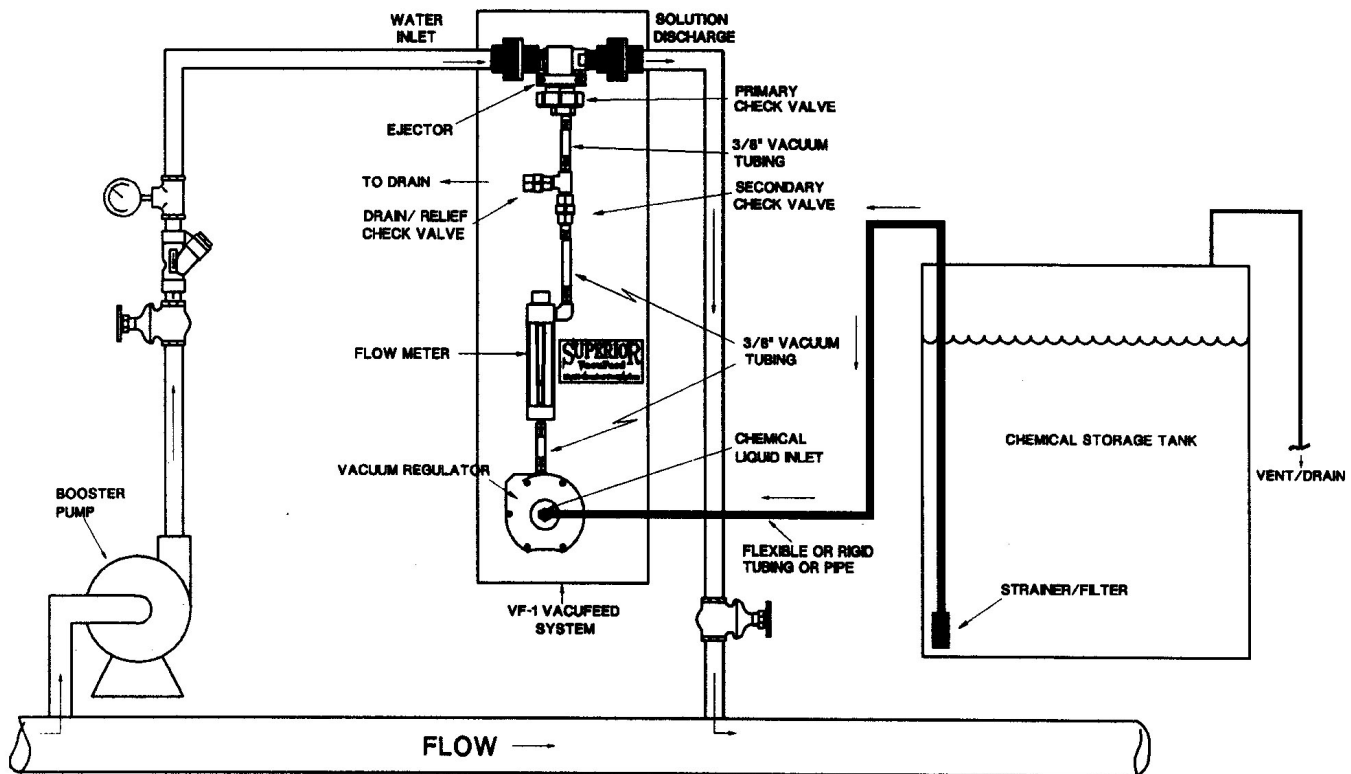 WATER
INLET
SOLUTION
DISCHARGE
PRIMARY
CHECK VALVE
EJECTOR
3/8" VACUUM
TUBING
TO DRAIN
SECONDARY
CHECK VALVE
DRAIN/ RELIEF
CHECK VALVE
FLOW METER
SUPERIOR
VacuFeed
3/8" VACUUM
TUBING
CHEMICAL STORAGE TANK
CHEMICAL
LIQUID INLET
VACUUM REGULATOR
VENT/DRAIN
BOOSTER
PUMP
FLEXIBLE OR RIGID
TUBING OR PIPE
STRAINER/FILTER
VF-1 VACUFEED
SYSTEM
FLOW